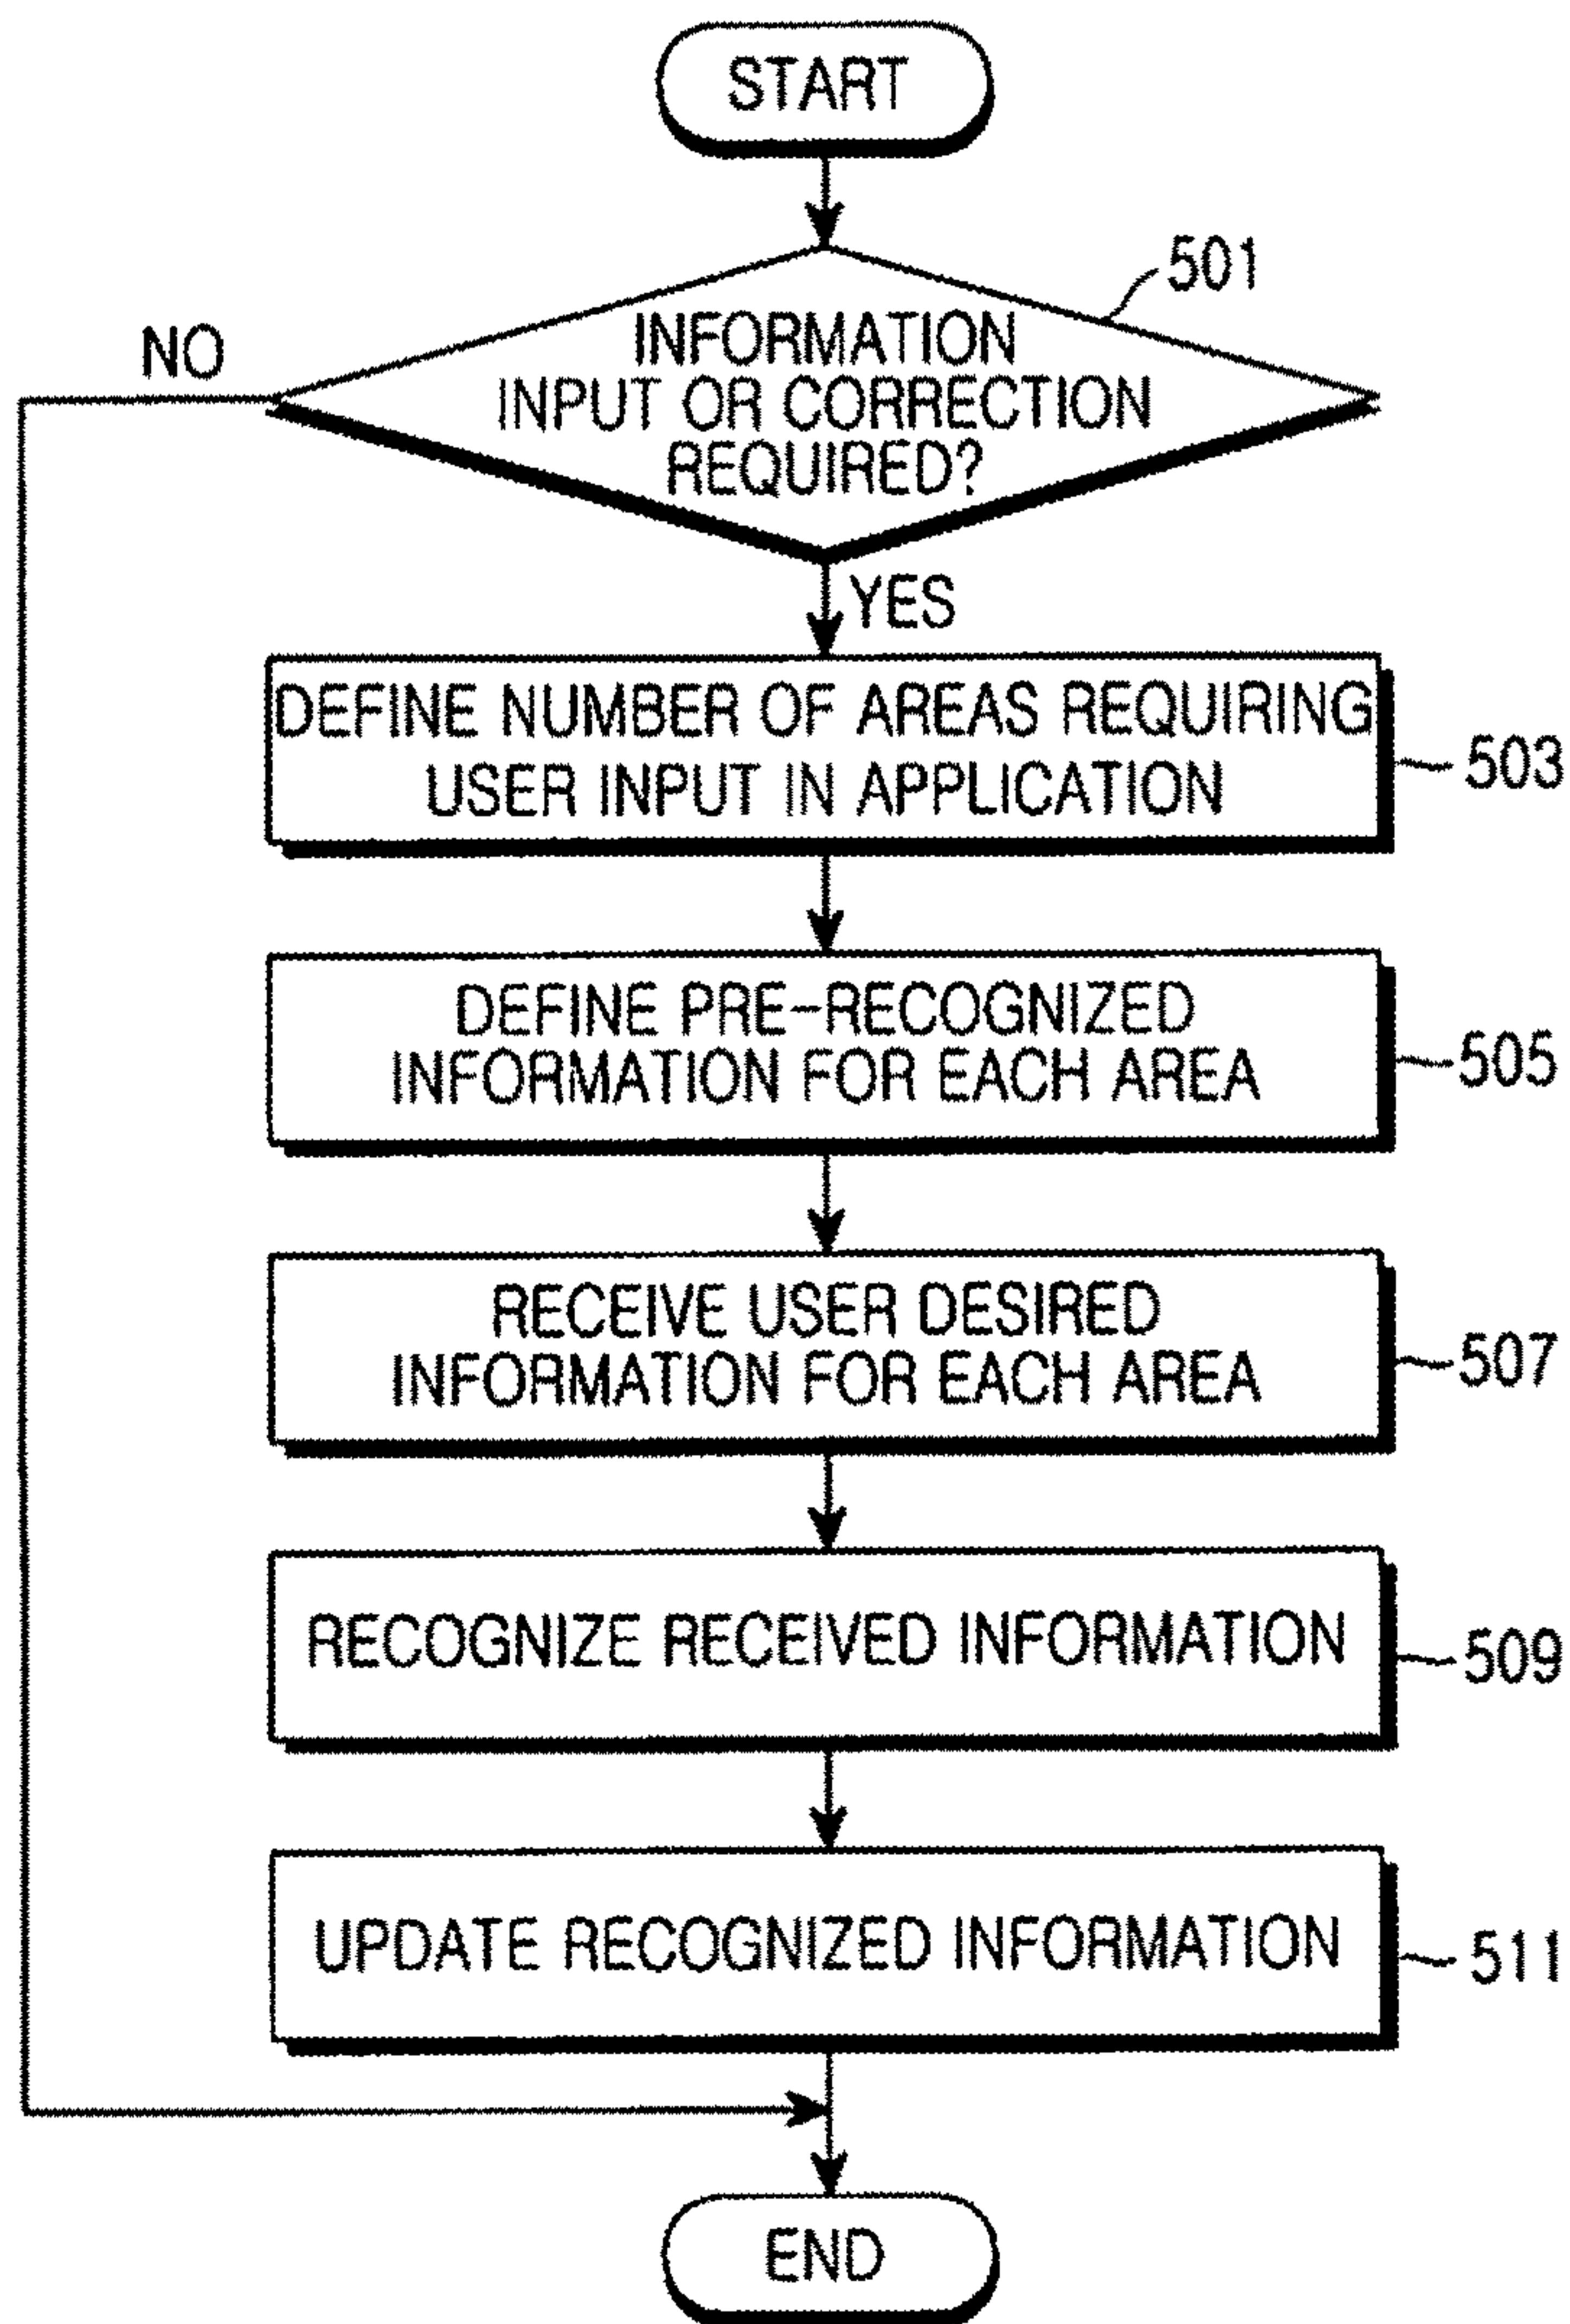 START
501
NO
INFORMATION
INPUT OR CORRECTION
REQUIRED?
YES
DEFINE NUMBER OF AREAS REQUIRING
USER INPUT IN APPLICATION
503
DEFINE PRE-RECOGNIZED
INFORMATION FOR EACH AREA
505
RECEIVE USER DESIRED
INFORMATION FOR EACH AREA
507
RECOGNIZE RECEIVED INFORMATION
509
UPDATE RECOGNIZED INFORMATION
511
END